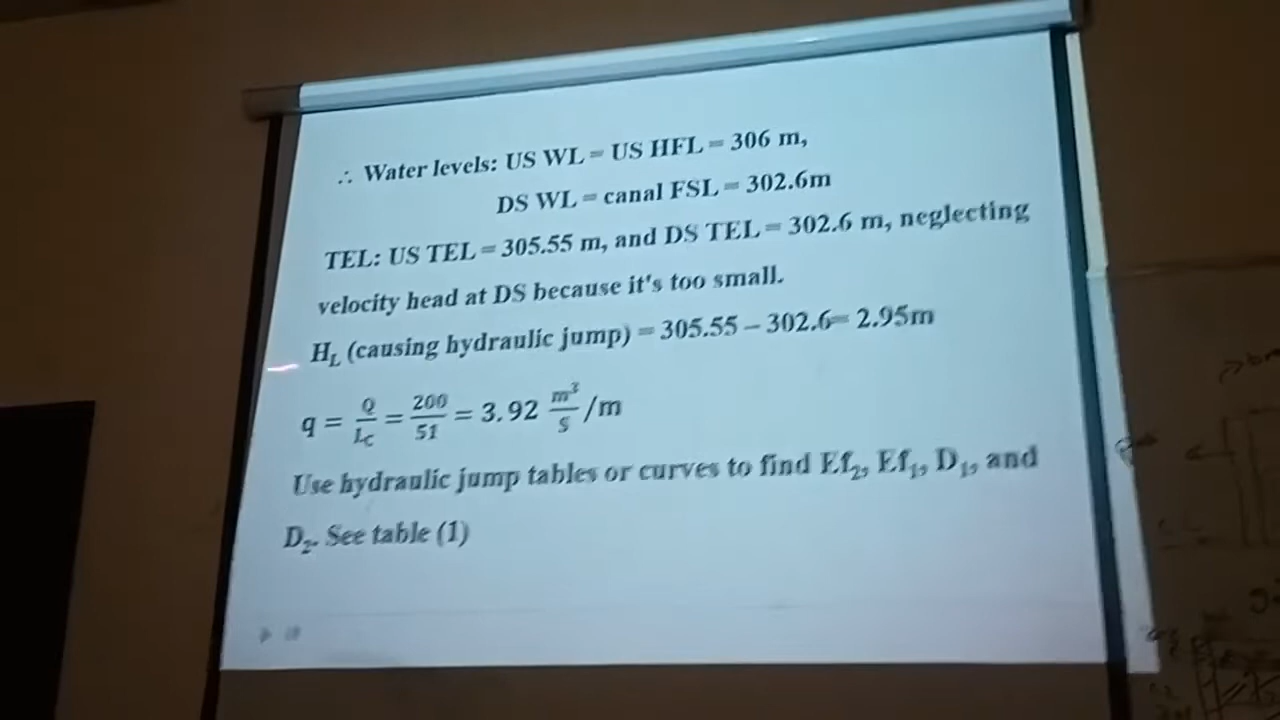 ∴ Water levels: US WL = US HFL = 306 m,
DS WL = canal FSL = 302.6m
TEL: US TEL = 305.55 m, and DS TEL = 302.6 m, neglecting
velocity head at DS because it's too small.
H_L (causing hydraulic jump) = 305.55 – 302.6= 2.95m
q = Q/L_C = 200/51 = 3.92 m³/S /m
Use hydraulic jump tables or curves to find Ef₂, Ef₁, D₁, and
D₂. See table (1)